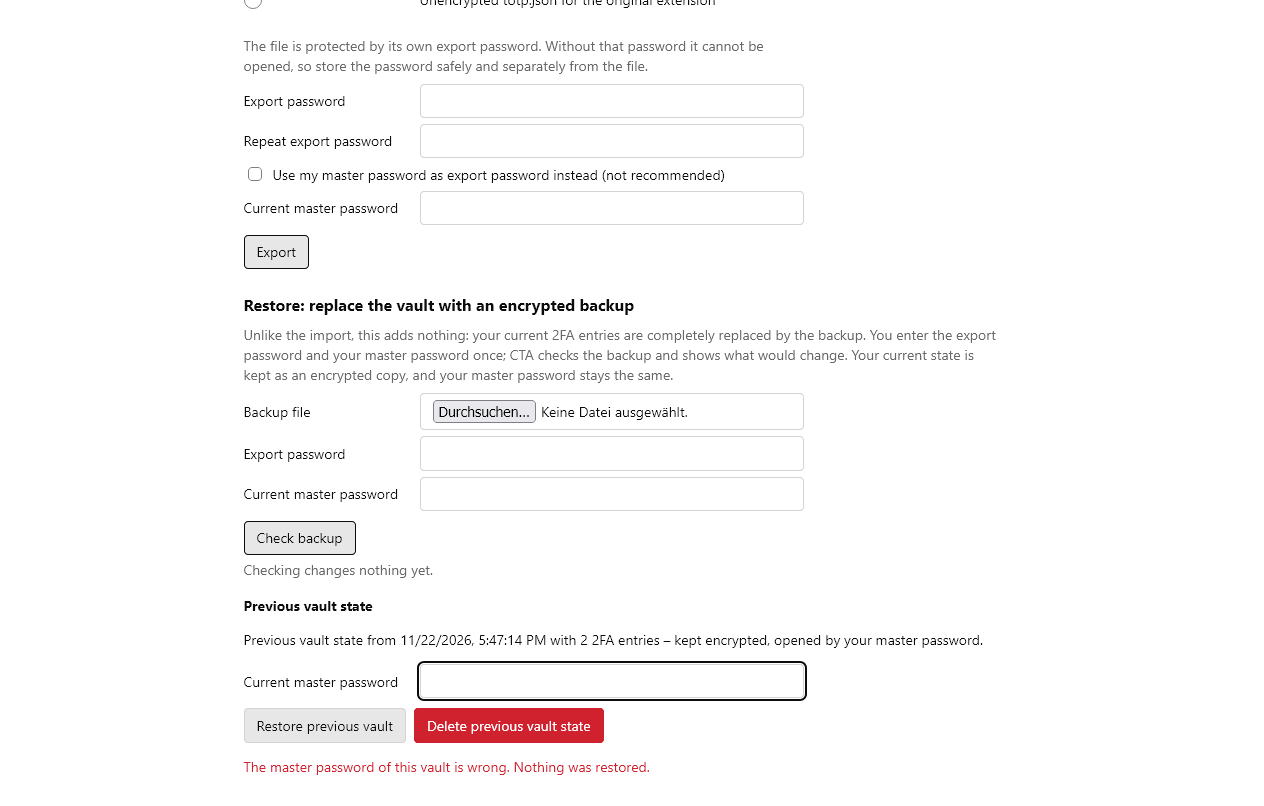 Unencrypted totp.json for the original extension
The file is protected by its own export password. Without that password it cannot be
opened, so store the password safely and separately from the file.
Export password
Repeat export password
Use my master password as export password instead (not recommended)
Current master password
Export
Restore: replace the vault with an encrypted backup
Unlike the import, this adds nothing: your current 2FA entries are completely replaced by the backup. You enter the export
password and your master password once; CTA checks the backup and shows what would change. Your current state is
kept as an encrypted copy, and your master password stays the same.
Backup file
Durchsuchen... Keine Datei ausgewählt.
Export password
Current master password
Check backup
Checking changes nothing yet.
Previous vault state
Previous vault state from 11/22/2026, 5:47:14 PM with 2 2FA entries – kept encrypted, opened by your master password.
Current master password
Restore previous vault Delete previous vault state
The master password of this vault is wrong. Nothing was restored.